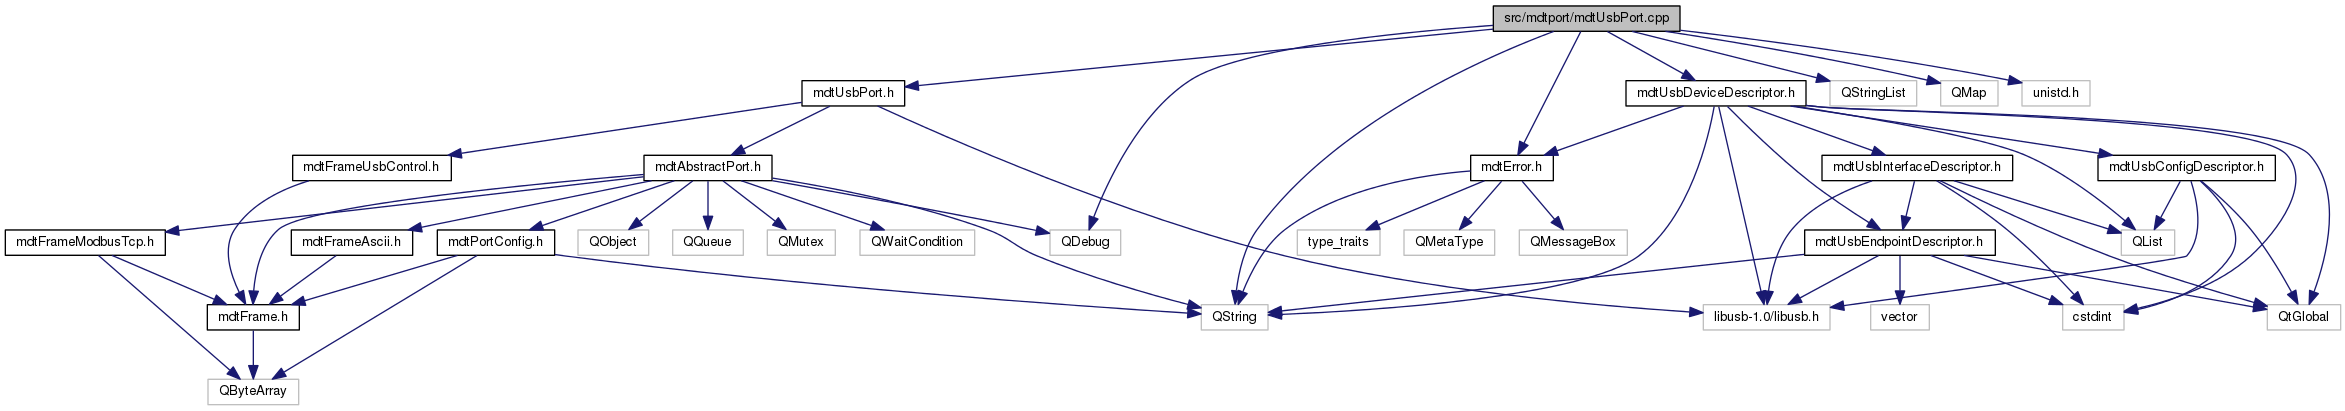 src/mdtport/mdtUsbPort.cpp
mdtUsbPort.h
mdtUsbDeviceDescriptor.h
QStringList
QMap
unistd.h
mdtFrameUsbControl.h
mdtAbstractPort.h
mdtError.h
mdtUsbInterfaceDescriptor.h
mdtUsbConfigDescriptor.h
mdtFrameModbusTcp.h
mdtFrameAscii.h
mdtPortConfig.h
QObject
QQueue
QMutex
QWaitCondition
QDebug
type_traits
QMetaType
QMessageBox
mdtUsbEndpointDescriptor.h
QList
mdtFrame.h
QString
libusb-1.0/libusb.h
vector
cstdint
QtGlobal
QByteArray